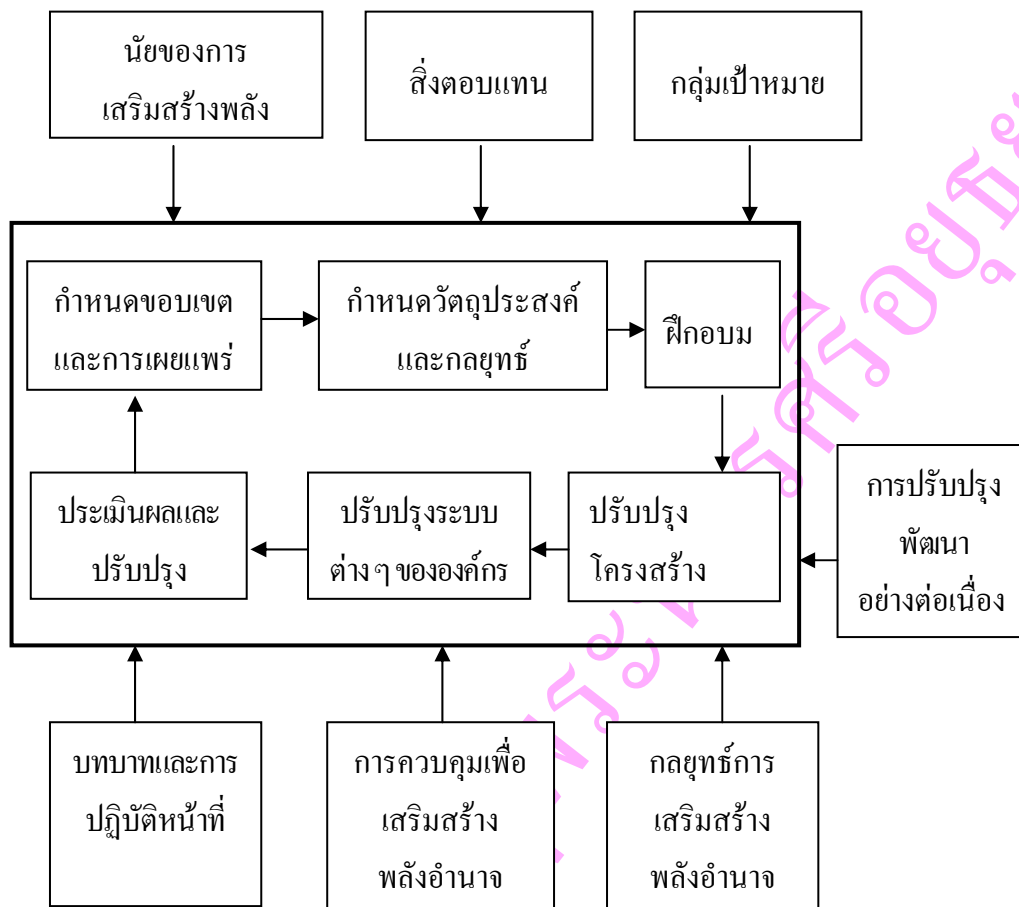 นัยของการ
เสริมสร้างพลัง
สิ่งตอบแทน
กลุ่มเป้าหมาย
กำหนดขอบเขต
และการเผยแพร่
กำหนดวัตถุประสงค์
และกลยุทธ์
ฝึกอบม
ประเมินผลและ
ปรับปรุง
ปรับปรุงระบบ
ต่าง ๆ ขององค์กร
ปรับปรุง
โครงสร้าง
การปรับปรุง
พัฒนา
อย่างต่อเนื่อง
บทบาทและการ
ปฏิบัติหน้าที่
การควบคุมเพื่อ
เสริมสร้าง
พลังอำนาจ
กลยุทธ์การ
เสริมสร้าง
พลังอำนาจ